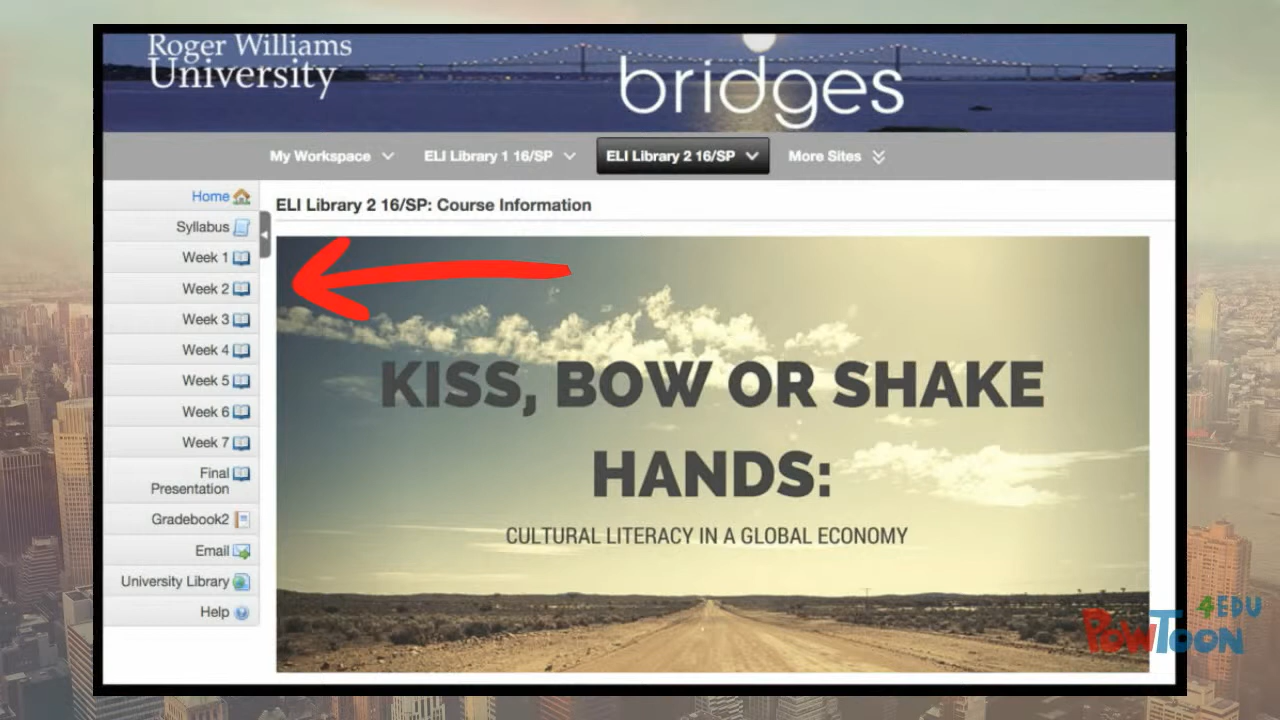 Roger Williams
University
bridges
My Workspace
ELI Library 1 16/SP
ELI Library 2 16/SP
More Sites
Home
Syllabus
Week 1
Week 2
Week 3
Week 4
Week 5
Week 6
Week 7
Final
Presentation
Gradebook2
Email
University Library
Help
ELI Library 2 16/SP: Course Information
KISS, BOW OR SHAKE
HANDS:
CULTURAL LITERACY IN A GLOBAL ECONOMY
4EDU
POWTOON